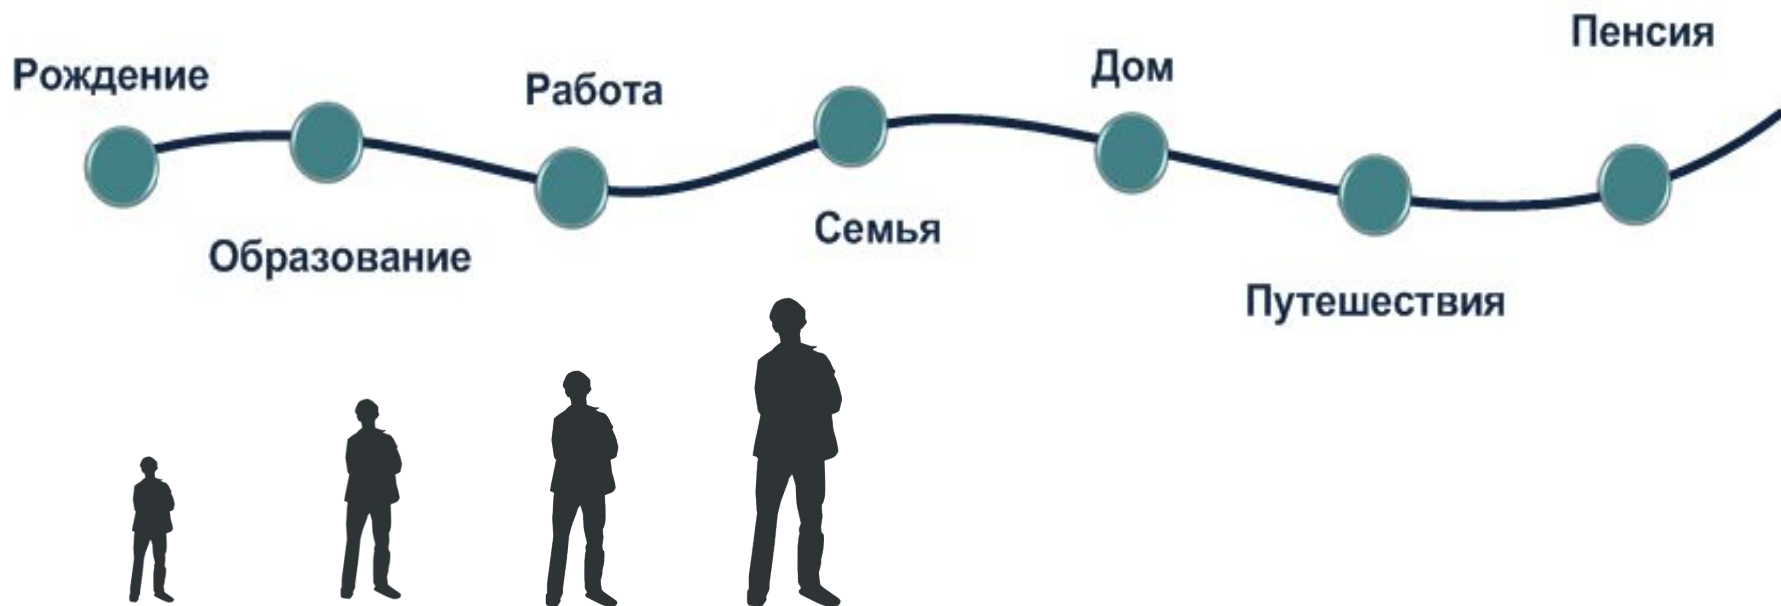 Рождение
Образование
Работа
Семья
Дом
Путешествия
Пенсия